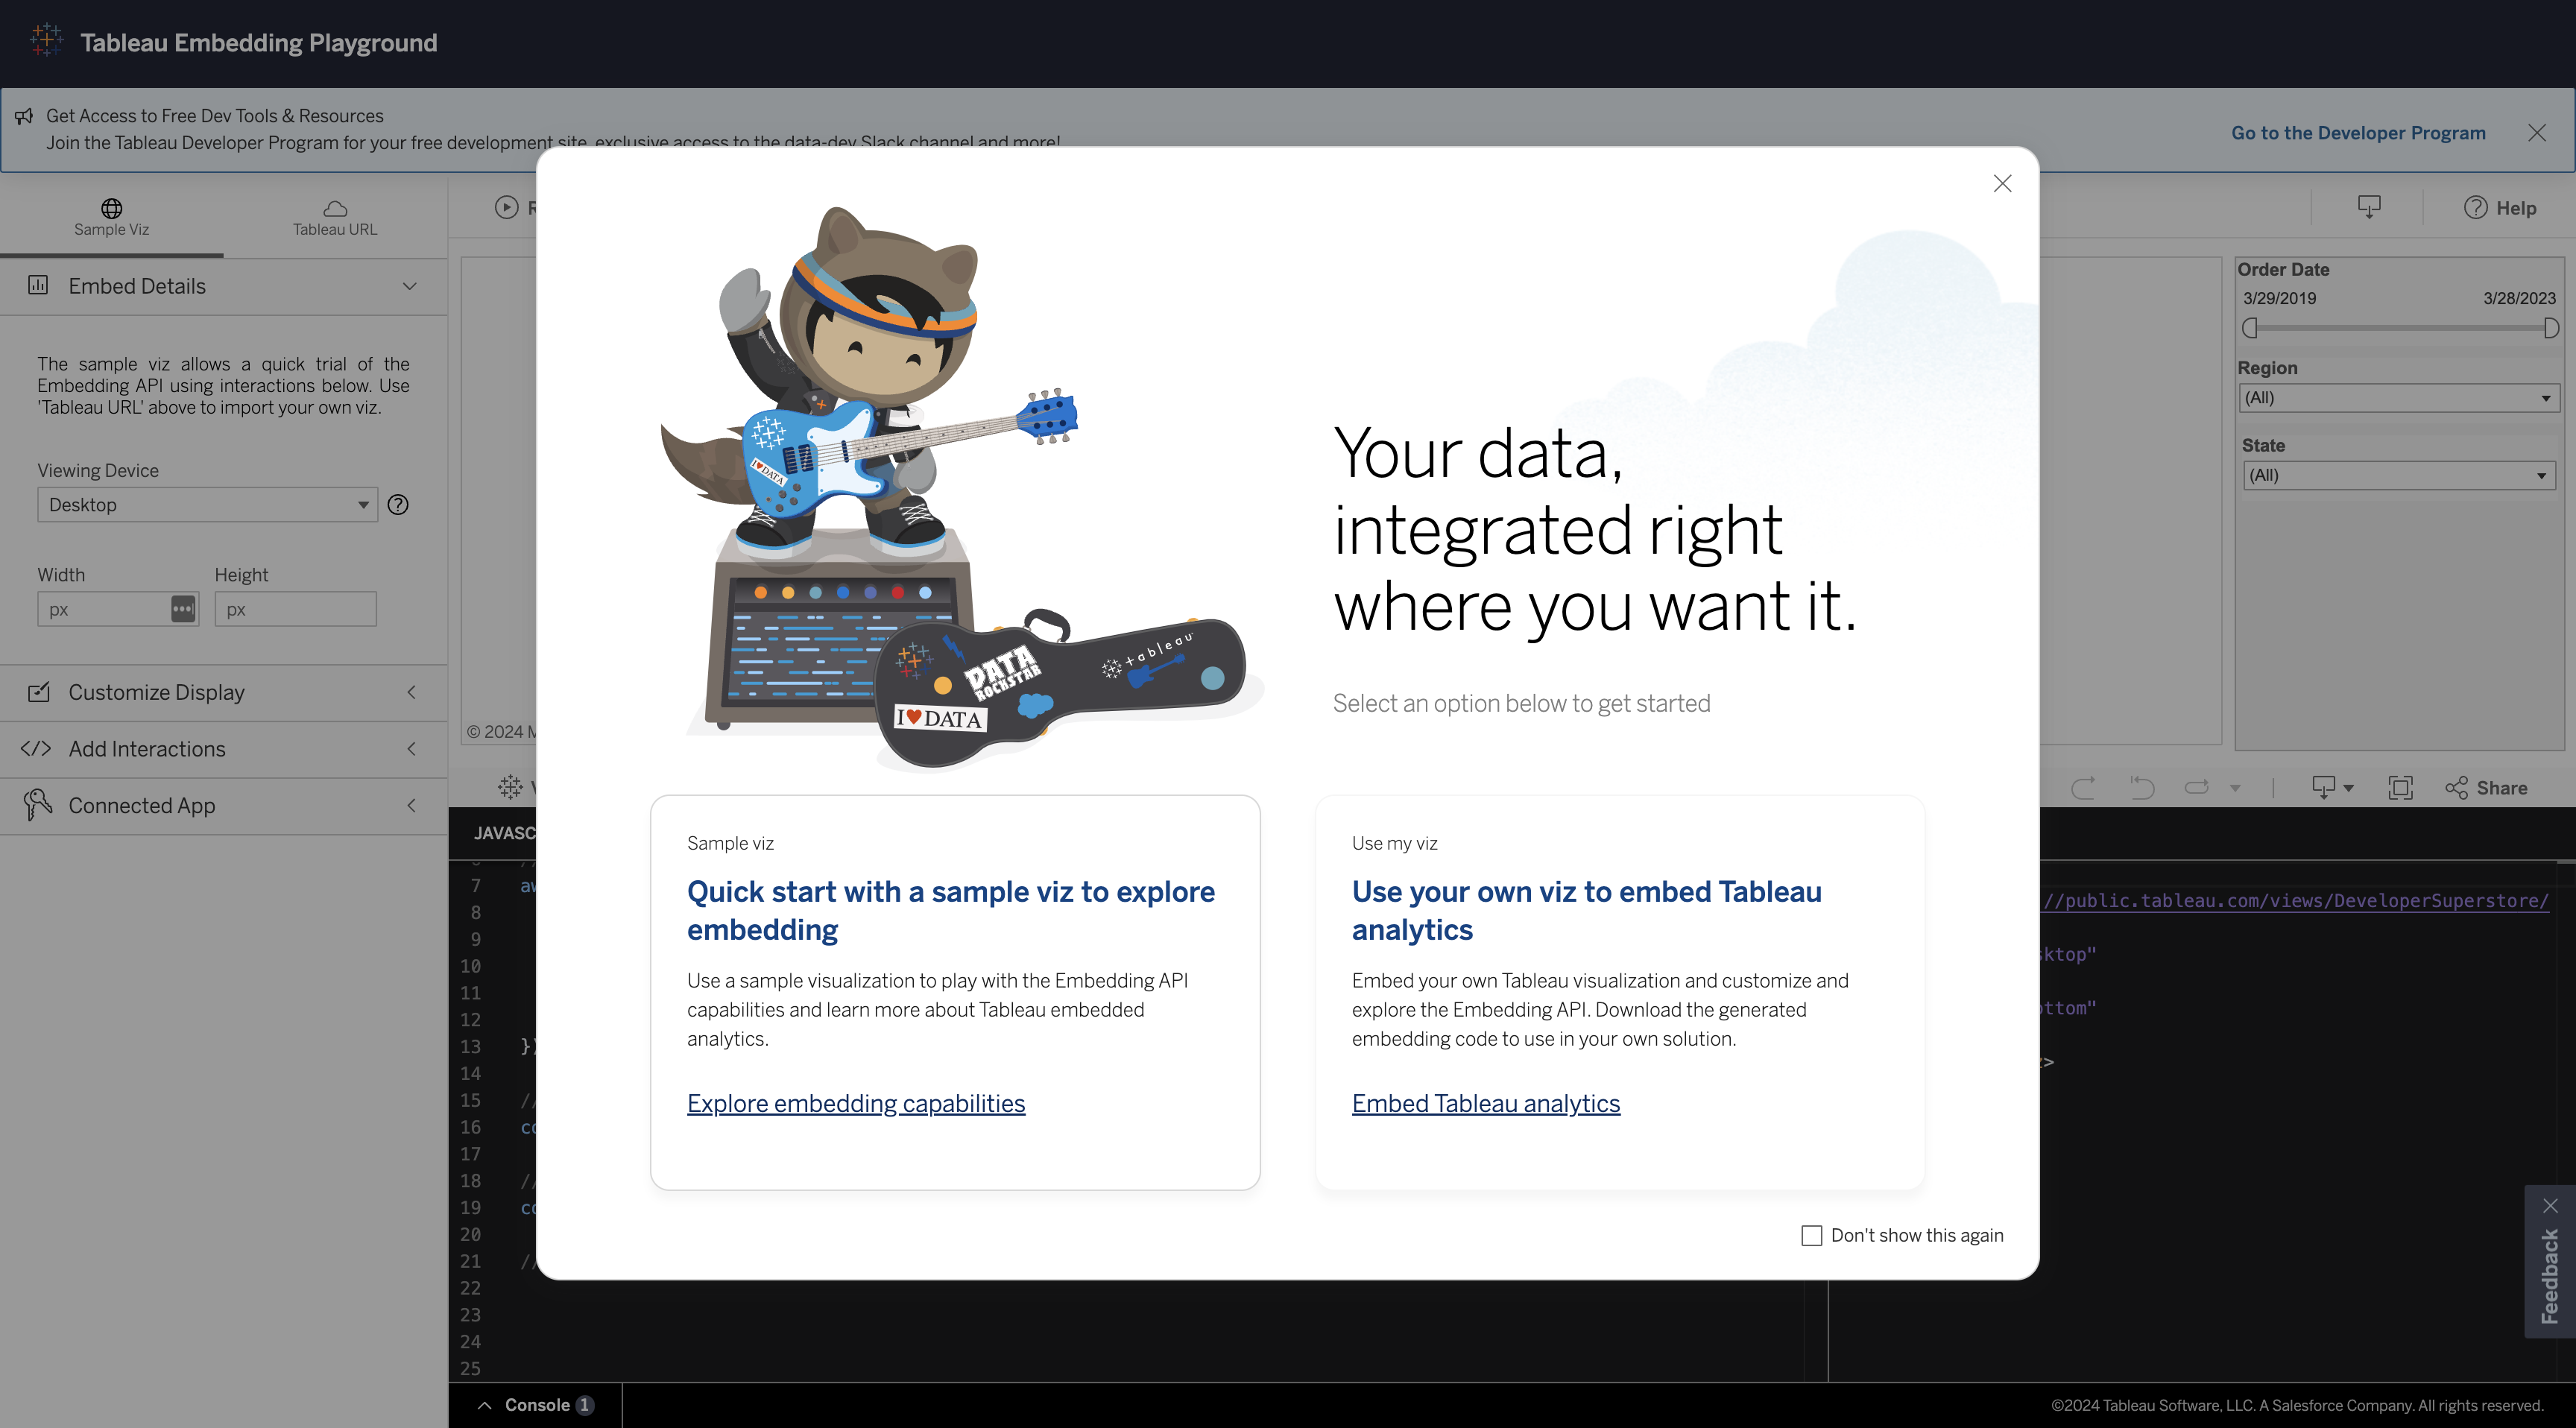 Tableau Embedding Playground
Get Access to Free Dev Tools & Resources
Join the Tableau Developer Program for your free development site, exclusive access to the data-dev Slack channel and more!
Go to the Developer Program
Sample Viz
Tableau URL
Help
Embed Details
The sample viz allows a quick trial of the
Embedding API using interactions below. Use
'Tableau URL' above to import your own viz.
Viewing Device
Desktop
Width
Height
px
px
Customize Display
Add Interactions
Connected App
© 2024 M
Order Date
3/29/2019
3/28/2023
Region
(All)
State
(All)
Share
I♥DATA
DATA
ROCKSTAR
+ableau
I♥DATA
Your data,
integrated right
where you want it.
Select an option below to get started
Sample viz
Quick start with a sample viz to explore
embedding
Use a sample visualization to play with the Embedding API
capabilities and learn more about Tableau embedded
analytics.
Explore embedding capabilities
Use my viz
Use your own viz to embed Tableau
analytics
Embed your own Tableau visualization and customize and
explore the Embedding API. Download the generated
embedding code to use in your own solution.
Embed Tableau analytics
Don't show this again
JAVASC
7 aw
8
9
10
11
12
13 })
14
15 //
16 co
17
18 //
19 co
20
21 //
22
23
24
25
//public.tableau.com/views/DeveloperSuperstore/
ktop"
ttom"
>
Feedback
Console 1
©2024 Tableau Software, LLC. A Salesforce Company. All rights reserved.